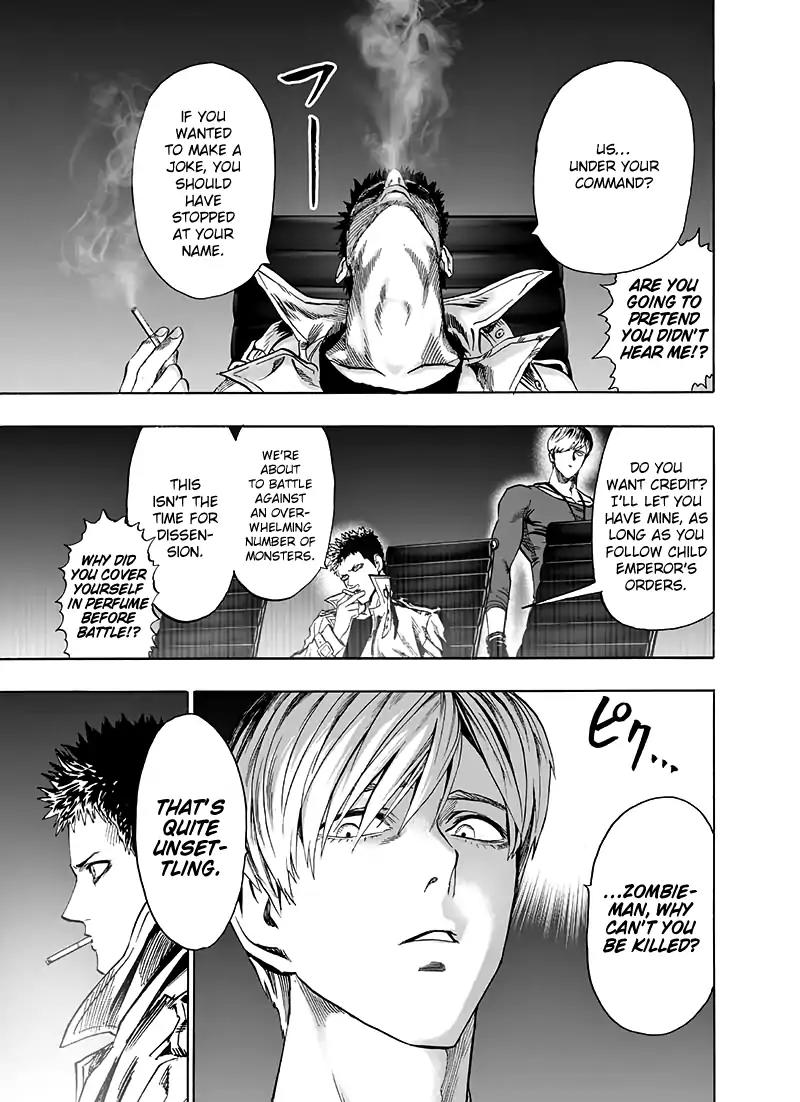 US...
UNDER YOUR
COMMAND?
ARE YOU
GOING TO
PRETEND
YOU DIDN'T
HEAR ME!?
フー
IF YOU
WANTED
TO MAKE A
JOKE, YOU
SHOULD
HAVE
STOPPED
AT YOUR
NAME.
DO YOU
WANT CREDIT?
I'LL LET YOU
HAVE MINE, AS
LONG AS YOU
FOLLOW CHILD
EMPEROR'S
ORDERS.
WE'RE
ABOUT
TO BATTLE
AGAINST
AN OVER-
WHELMING
NUMBER OF
MONSTERS.
THIS
ISN'T THE
TIME FOR
DISSEN-
SION.
WHY DID
YOU COVER
YOURSELF
IN PERFUME
BEFORE
BATTLE!?
ピク...
...ZOMBIE-
MAN, WHY
CAN'T YOU
BE KILLED?
THAT'S
QUITE
UNSET-
TLING.